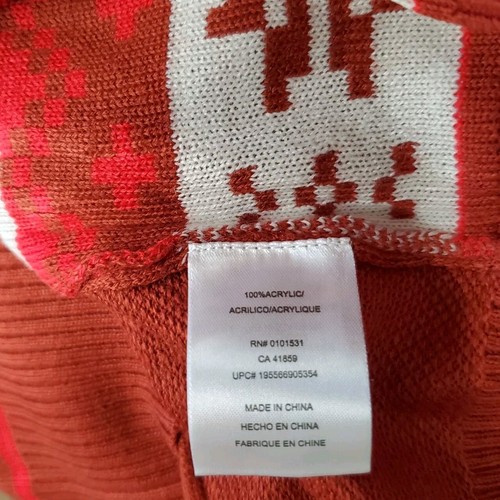 100%ACRYLIC/
ACRILICO/ACRYLIQUE
RN# 0101531
CA 41859
UPC# 195566905354
MADE IN CHINA
HECHO EN CHINA
FABRIQUE EN CHINE